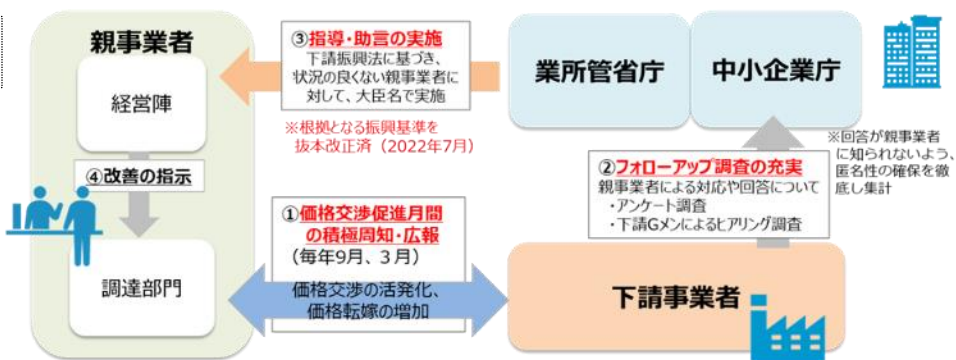 親事業者
経営陣
④改善の指示
調達部門
③指導・助言の実施
下請振興法に基づき、
状況の良くない親事業者に
対して、大臣名で実施
※根拠となる振興基準を
抜本改正済（2022年7月）
①価格交渉促進月間
の積極周知・広報
（毎年9月、３月）
価格交渉の活発化、
価格転嫁の増加
業所管省庁
中小企業庁
②フォローアップ調査の充実
親事業者による対応や回答について
・アンケート調査
・下請Gメンによるヒアリング調査
※回答が親事業者
に知られないよう、
匿名性の確保を徹
底し集計
下請事業者